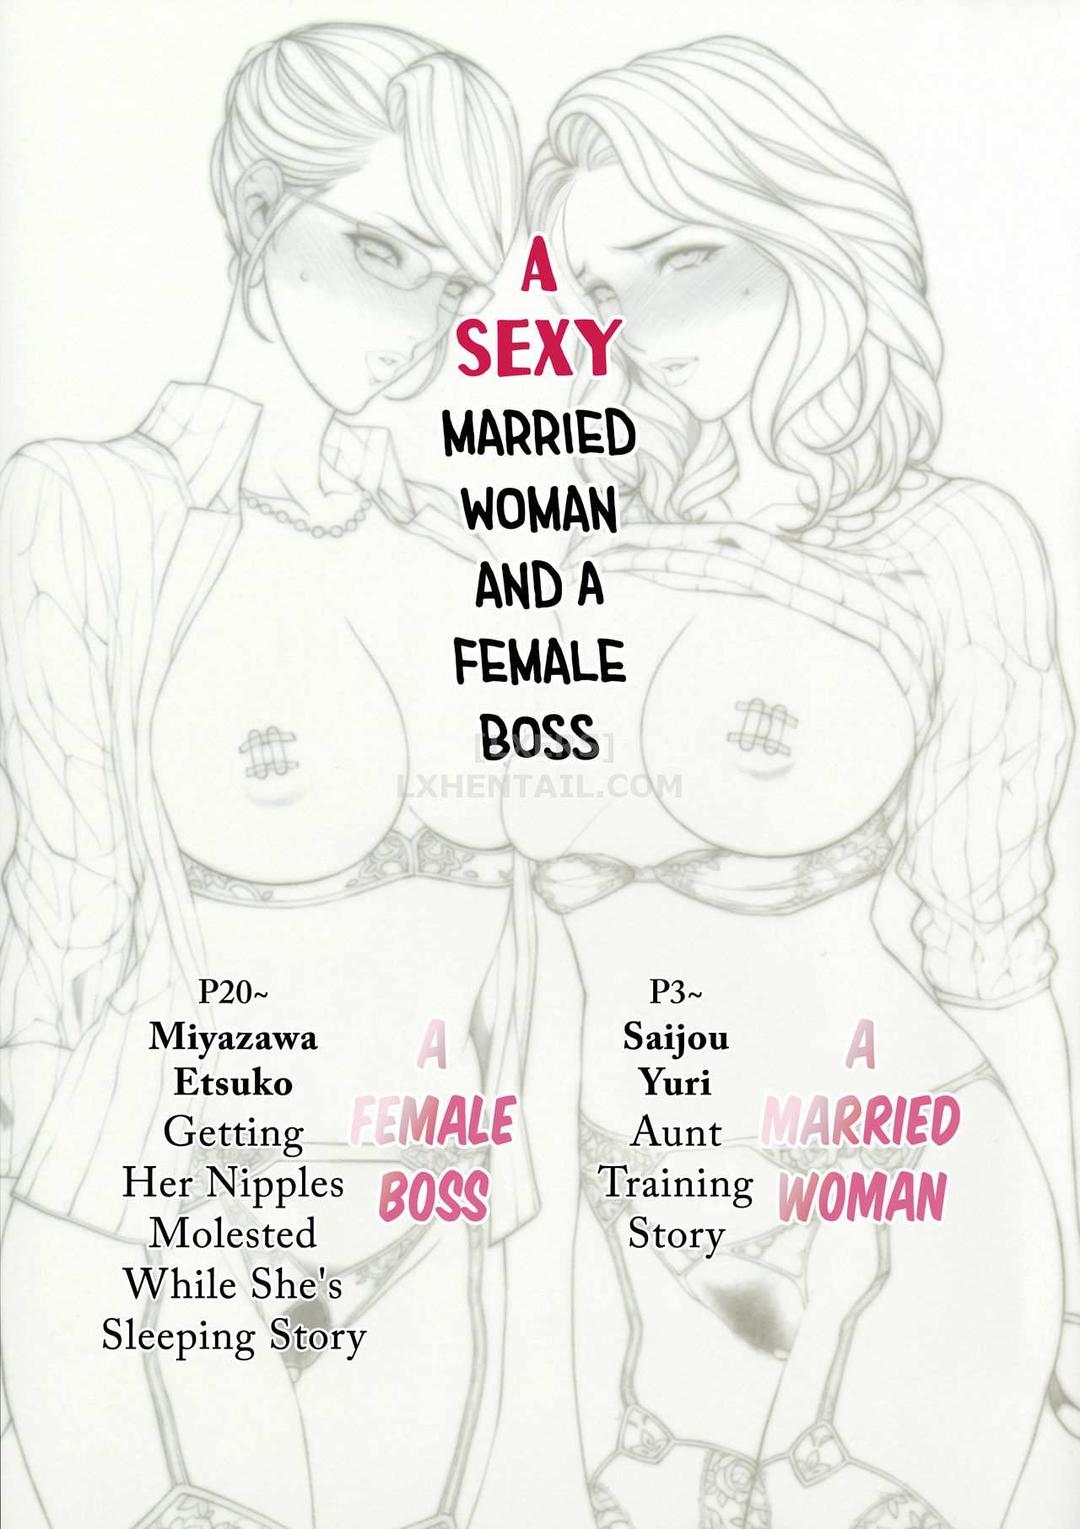 A
SEXY
MARRIED
WOMAN
AND A
FEMALE
BOSS
LXHENTAIL.COM
P20~
Miyazawa
Etsuko
Getting
Her Nipples
Molested
While She's
Sleeping Story
A
FEMALE
BOSS
P3~
Saijou
Yuri
Aunt
Training
Story
A
MARRIED
WOMAN